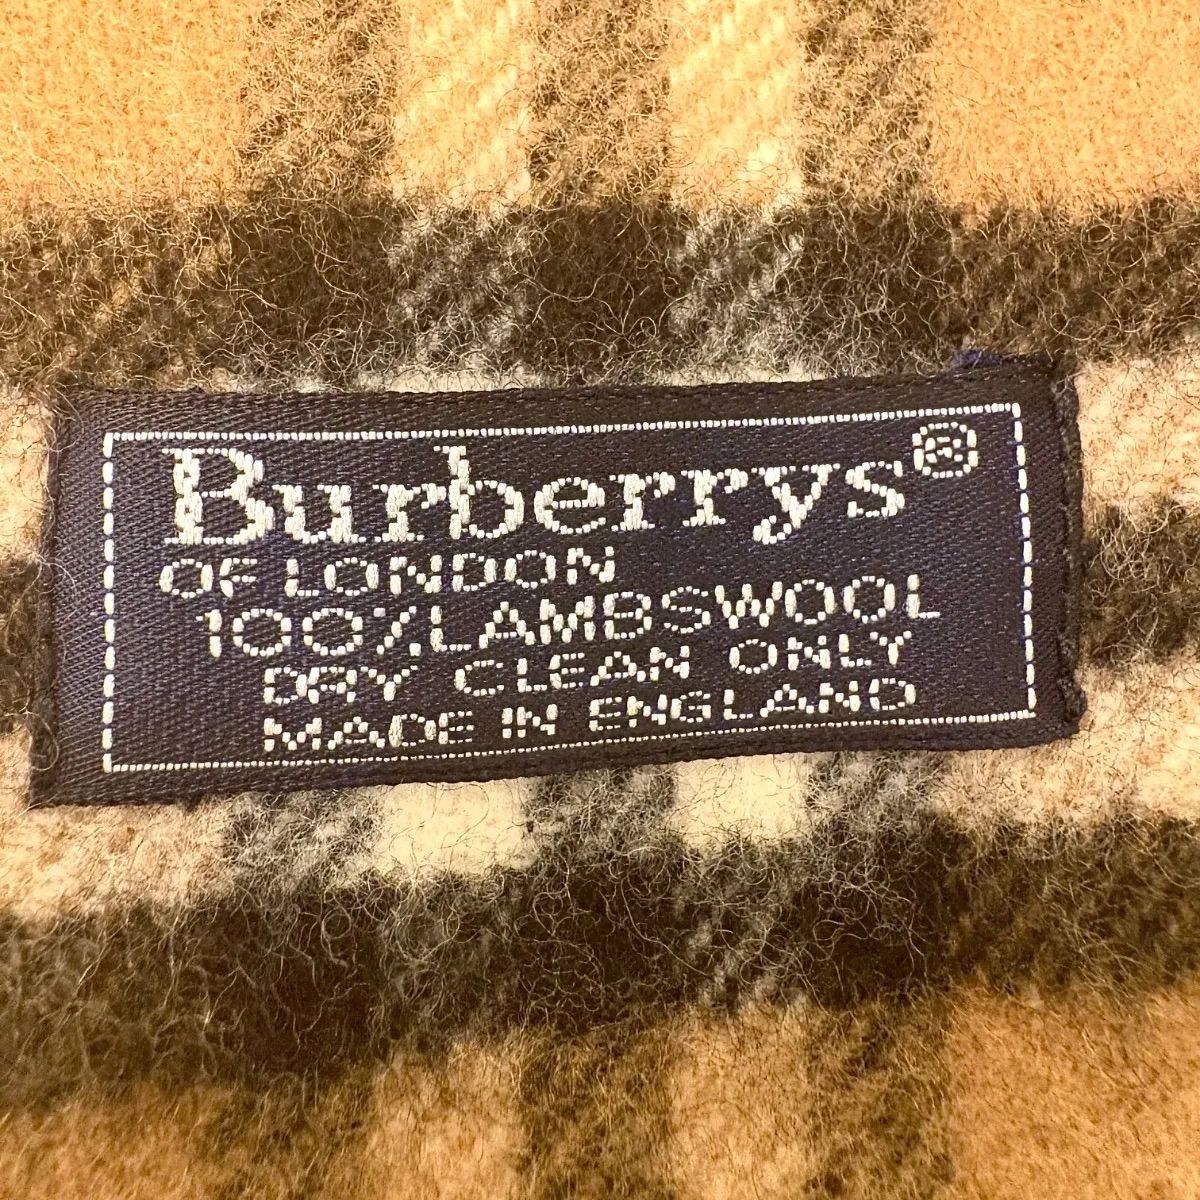 Burberrys®
OF LONDON
100% LAMBSWOOL
DRY CLEAN ONLY
MADE IN ENGLAND